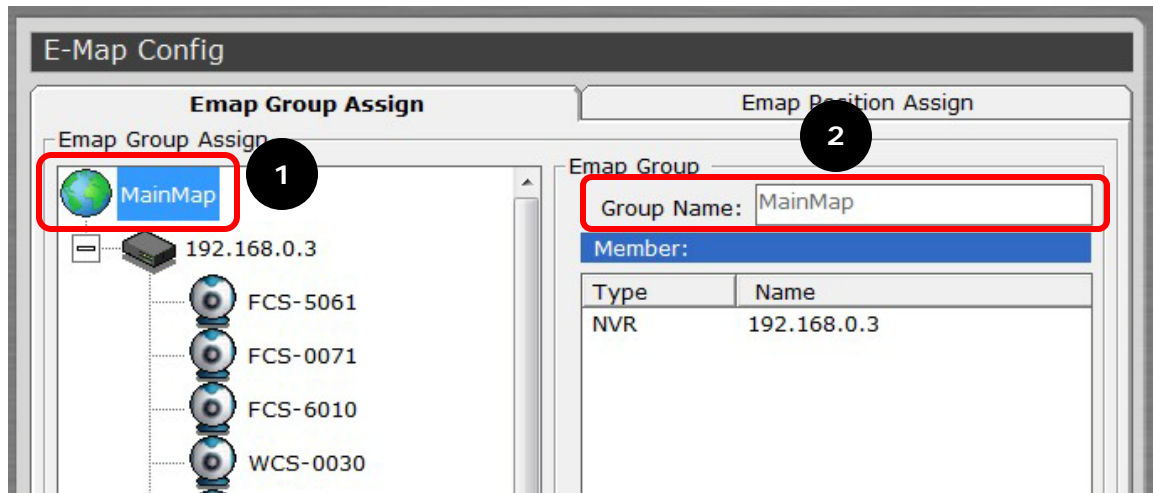 E-Map Config
Emap Group Assign
Emap Position Assign
Emap Group Assign
1
2
MainMap
192.168.0.3
FCS-5061
FCS-0071
FCS-6010
WCS-0030
Emap Group
Group Name: MainMap
Member:
Type Name
NVR 192.168.0.3